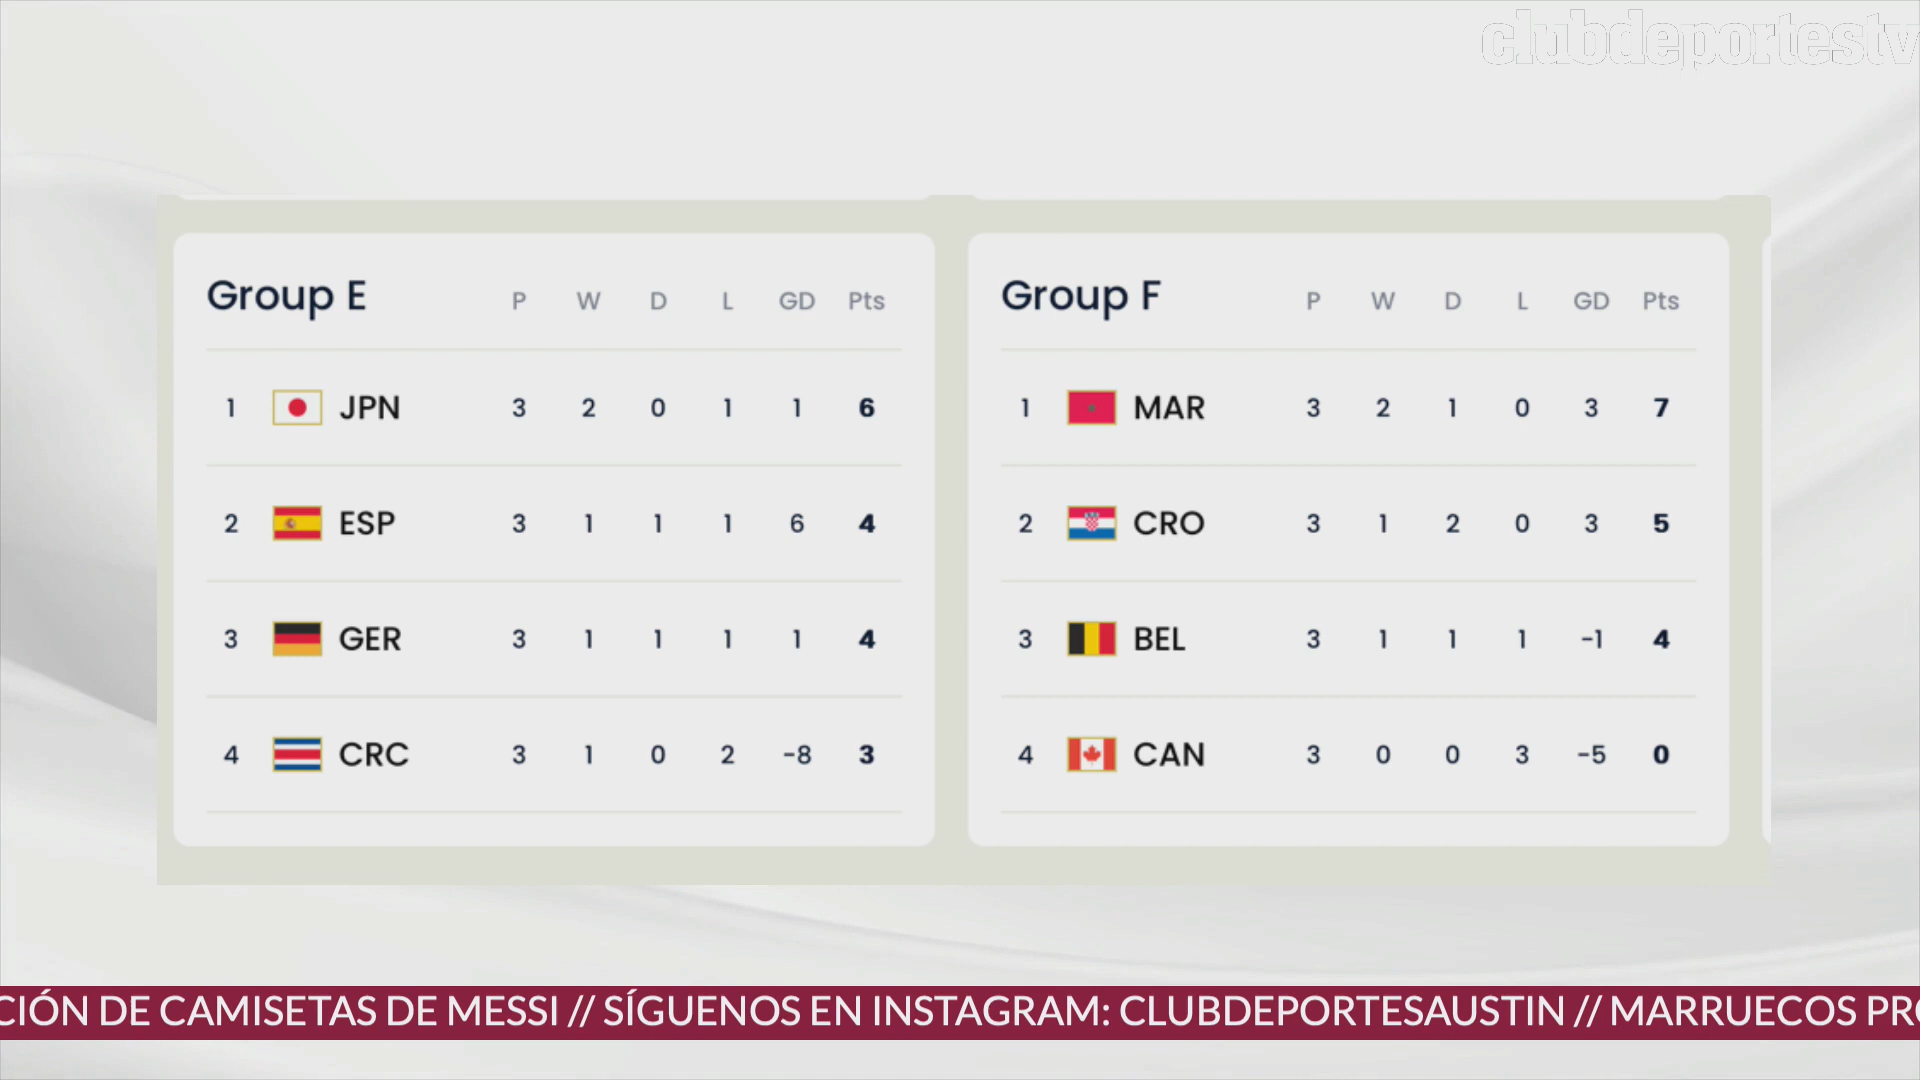 clubdeportestv
Group E P W D L GD Pts
1 JPN 3 2 0 1 1 6
2 ESP 3 1 1 1 6 4
3 GER 3 1 1 1 1 4
4 CRC 3 1 0 2 -8 3
Group F P W D L GD Pts
1 MAR 3 2 1 0 3 7
2 CRO 3 1 2 0 3 5
3 BEL 3 1 1 1 -1 4
4 CAN 3 0 0 3 -5 0
CIÓN DE CAMISETAS DE MESSI // SÍGUENOS EN INSTAGRAM: CLUBDEPORTESAUSTIN // MARRUECOS PR